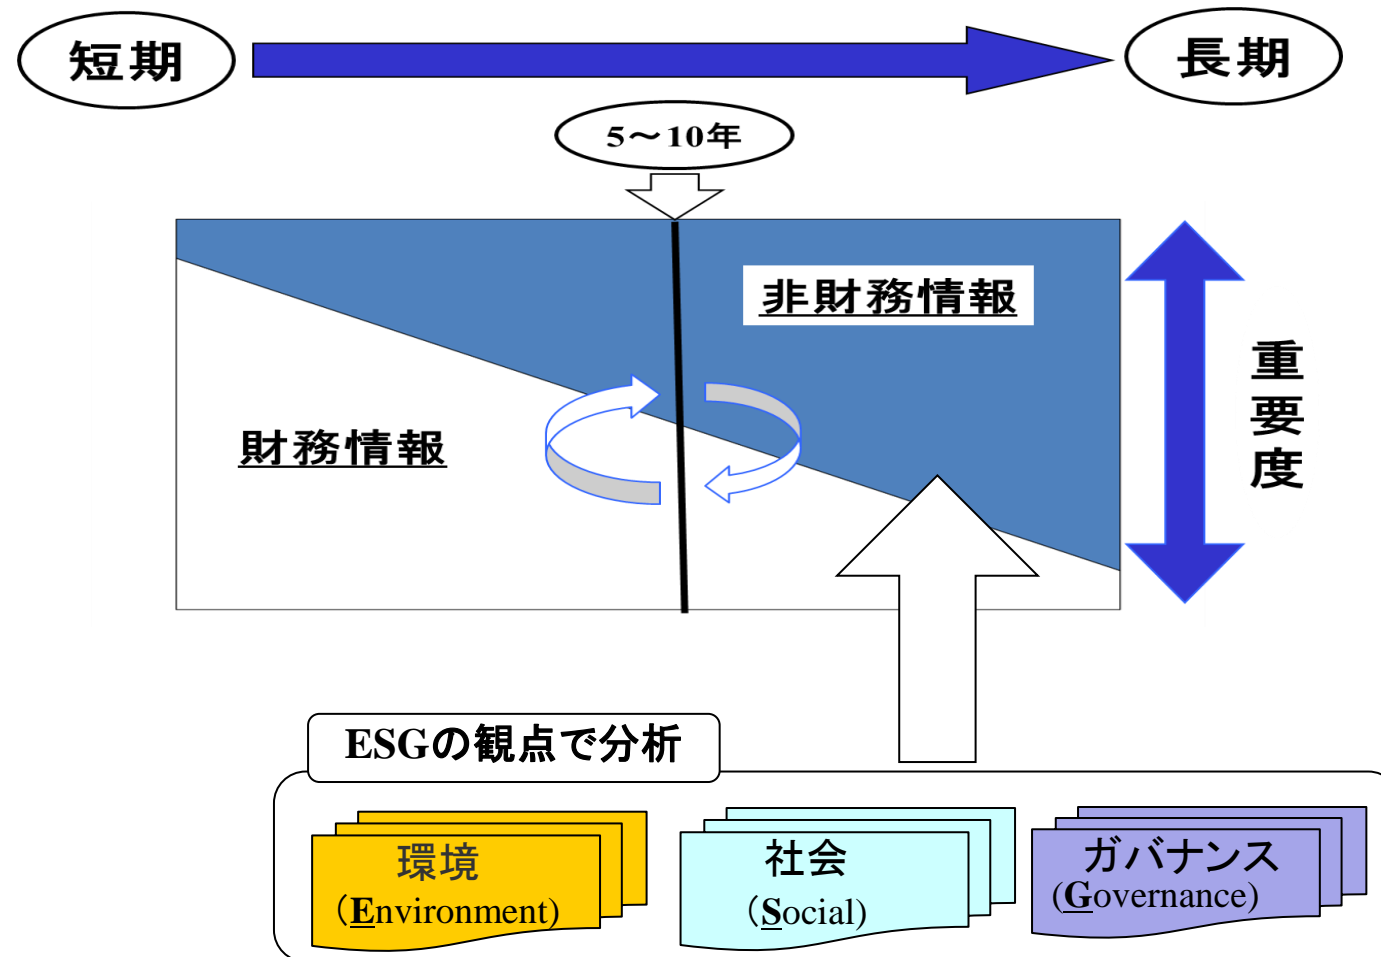 短期
長期
5～10年
非財務情報
財務情報
重要度
ESGの観点で分析
環境
（Environment)
社会
（Social)
ガバナンス
(Governance)